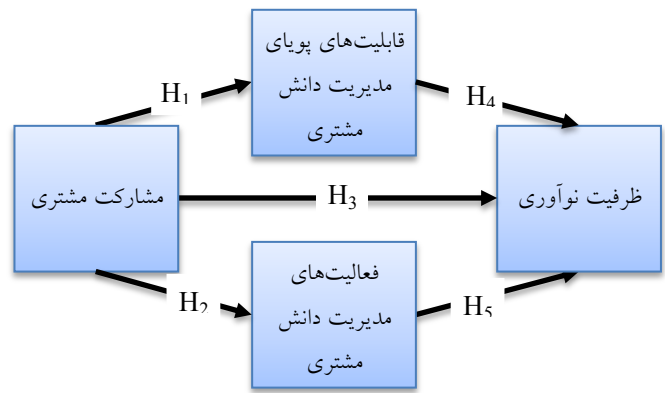 قابلیت‌های پویای
مدیریت دانش
مشتری
H1
H4
مشارکت مشتری
H3
ظرفیت نوآوری
H2
فعالیت‌های
مدیریت دانش
مشتری
H5